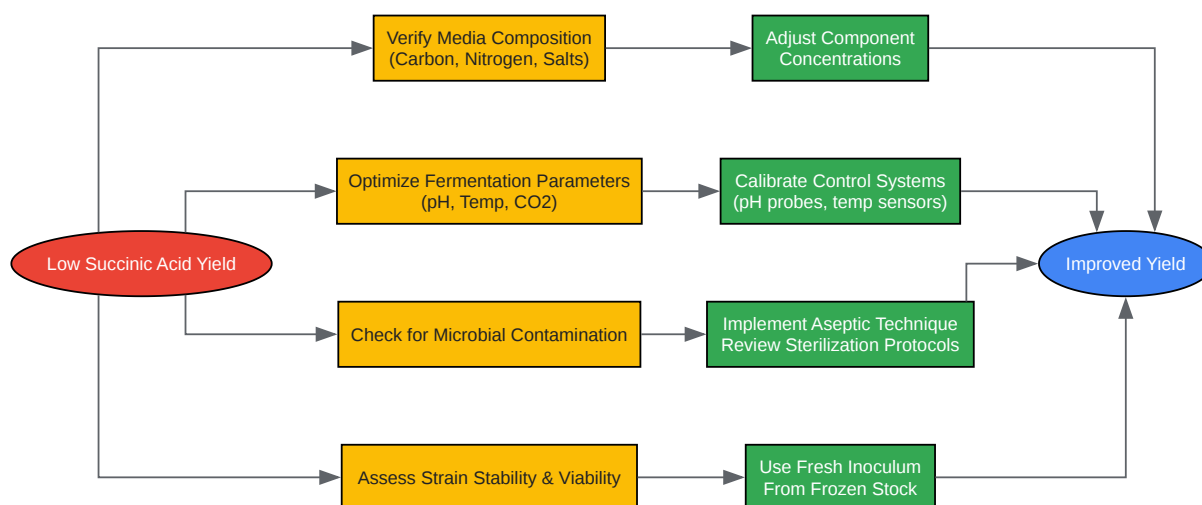 Verify Media Composition
(Carbon, Nitrogen, Salts)
Adjust Component
Concentrations
Optimize Fermentation Parameters
(pH, Temp, CO2)
Calibrate Control Systems
(pH probes, temp sensors)
Low Succinic Acid Yield
Improved Yield
Check for Microbial Contamination
Implement Aseptic Technique
Review Sterilization Protocols
Assess Strain Stability & Viability
Use Fresh Inoculum
From Frozen Stock